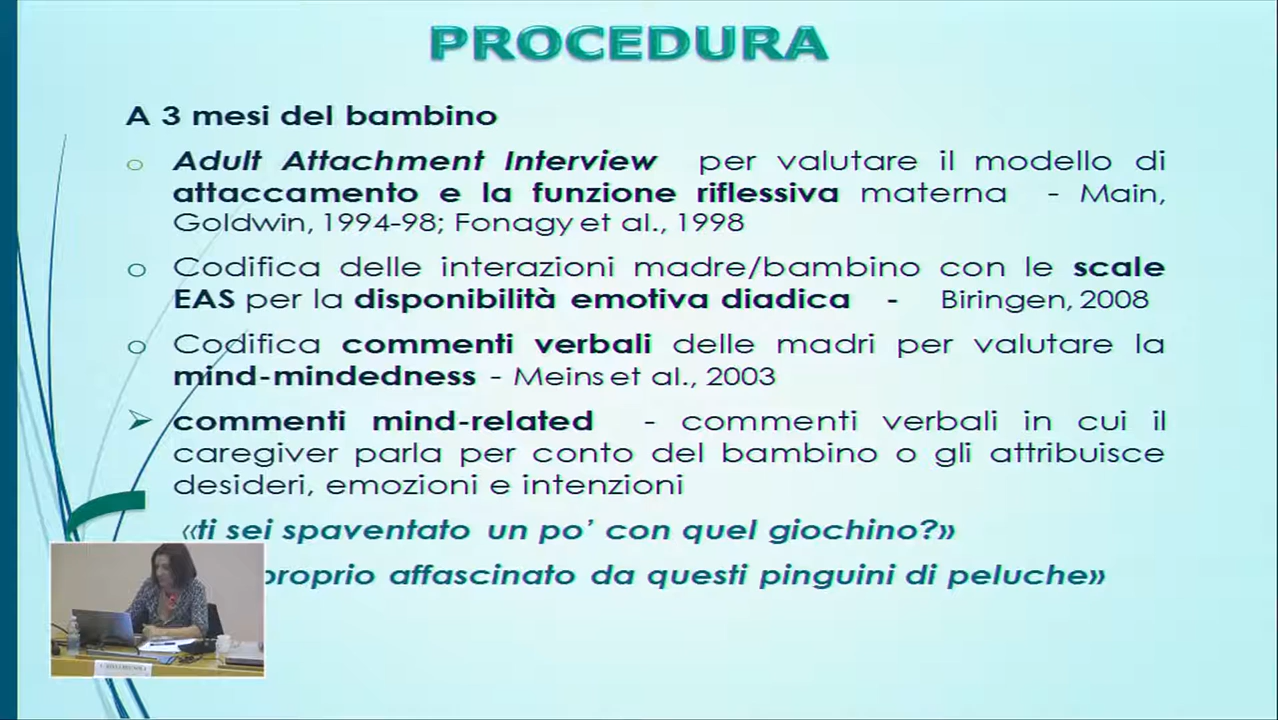 PROCEDURA
A 3 mesi del bambino
Adult Attachment Interview per valutare il modello di
attaccamento e la funzione riflessiva materna - Main,
Goldwin, 1994-98; Fonagy et al., 1998
Codifica delle interazioni madre/bambino con le scale
EAS per la disponibilità emotiva diadica - Biringen, 2008
Codifica commenti verbali delle madri per valutare la
mind-mindedness - Meins et al., 2003
commenti mind-related - commenti verbali in cui il
caregiver parla per conto del bambino o gli attribuisce
desideri, emozioni e intenzioni
«ti sei spaventato un po’ con quel giochino?»
proprio affascinato da questi pinguini di peluche»